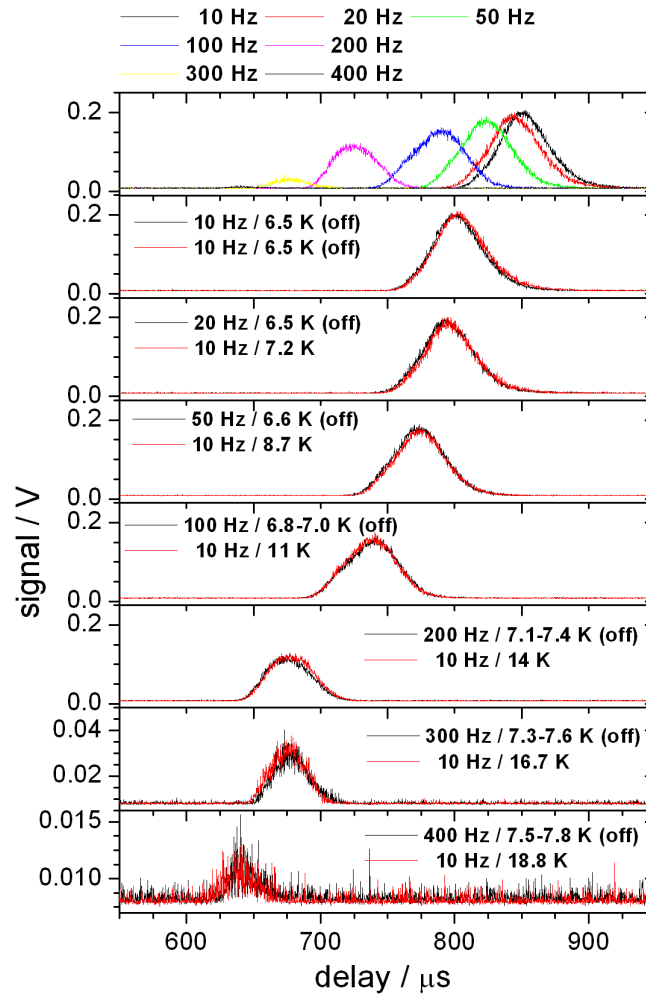 10 Hz 20 Hz 50 Hz
100 Hz 200 Hz
300 Hz 400 Hz
0.2
0.0
10 Hz / 6.5 K (off)
10 Hz / 6.5 K (off)
0.2
0.0
20 Hz / 6.5 K (off)
10 Hz / 7.2 K
0.2
0.0
50 Hz / 6.6 K (off)
10 Hz / 8.7 K
0.2
0.0
100 Hz / 6.8-7.0 K (off)
10 Hz / 11 K
0.2
0.0
200 Hz / 7.1-7.4 K (off)
10 Hz / 14 K
0.2
0.0
300 Hz / 7.3-7.6 K (off)
10 Hz / 16.7 K
0.04
0.02
400 Hz / 7.5-7.8 K (off)
10 Hz / 18.8 K
0.015
0.010
signal / V
600 700 800 900
delay / μs